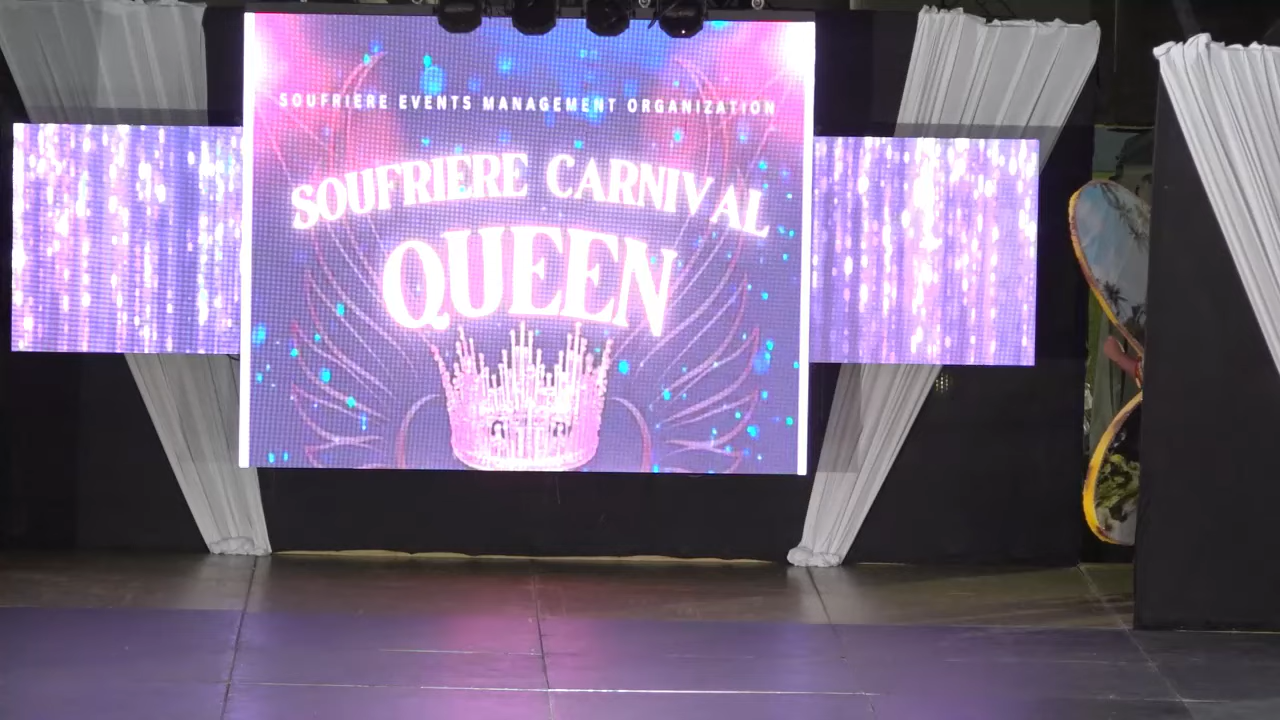 SOUFRIERE EVENTS MANAGEMENT ORGANIZATION
SOUFRIERE CARNIVAL
QUEEN